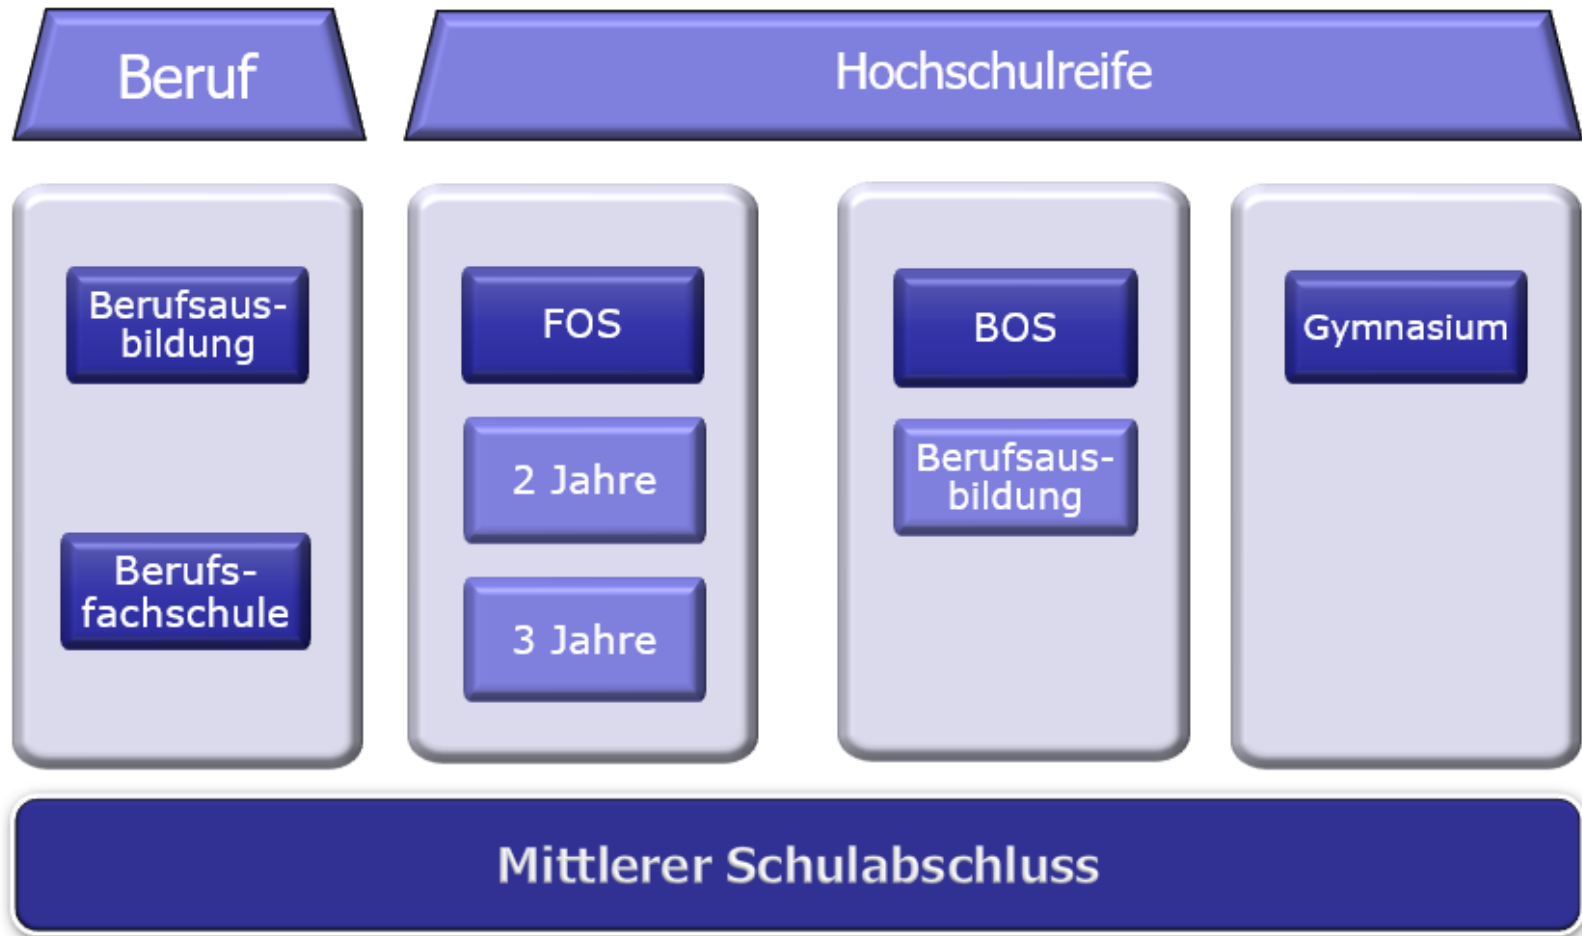 Beruf
Hochschulreife
Berufsaus-
bildung
Berufs-
fachschule
FOS
2 Jahre
3 Jahre
BOS
Berufsaus-
bildung
Gymnasium
Mittlerer Schulabschluss